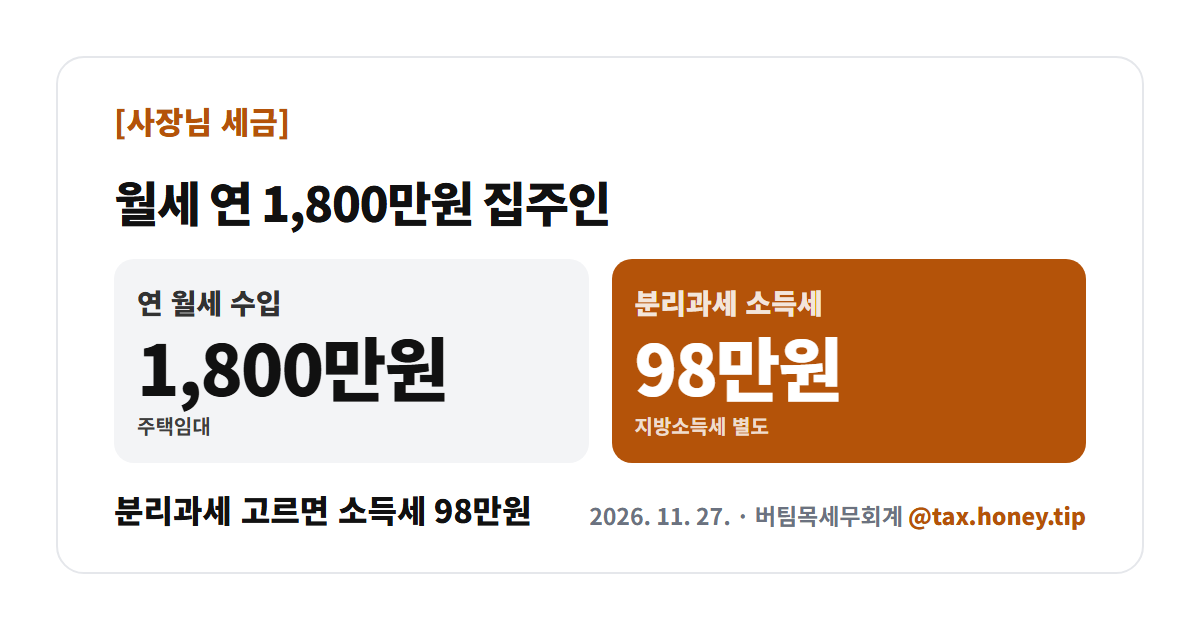 [사장님 세금]
월세 연 1,800만원 집주인
연 월세 수입
1,800만원
주택임대
분리과세 소득세
98만원
지방소득세 별도
분리과세 고르면 소득세 98만원
2026. 11. 27. · 버팀목세무회계 @tax.honey.tip